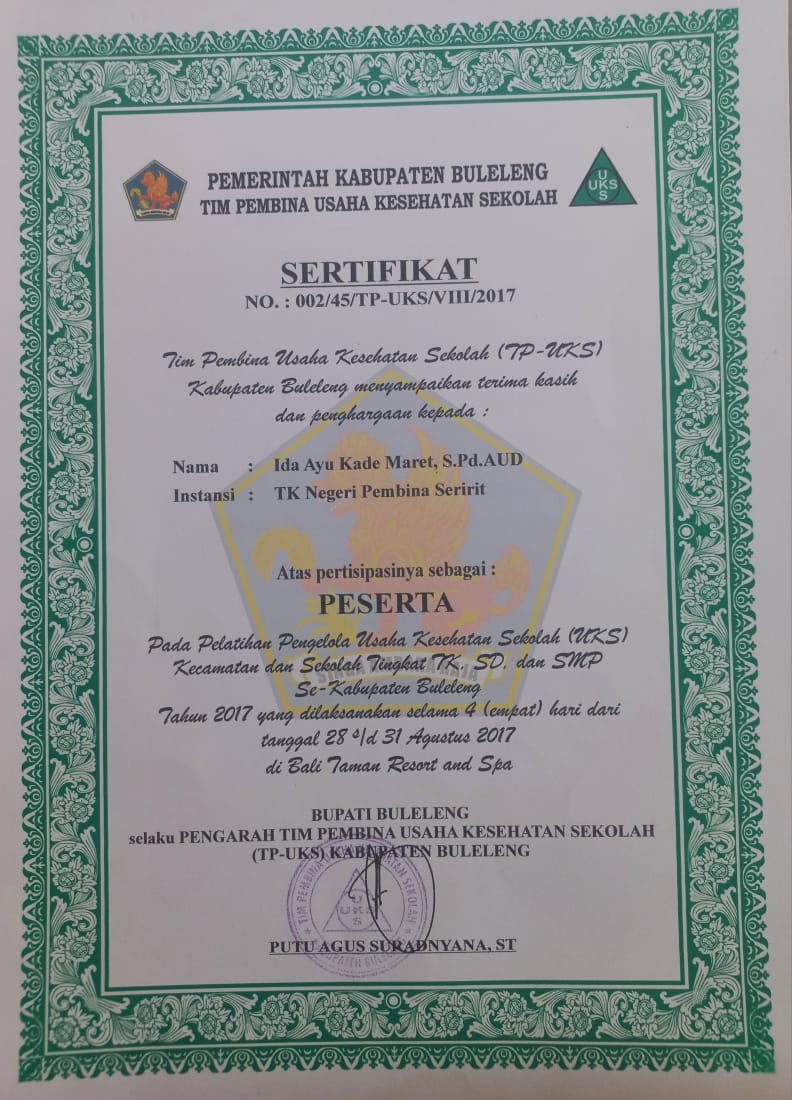 PEMERINTAH KABUPATEN BULELENG
TIM PEMBINA USAHA KESEHATAN SEKOLAH
U
UKS
S
SERTIFIKAT
NO. : 002/45/TP-UKS/VIII/2017
Tim Pembina Usaha Kesehatan Sekolah (TP-UKS)
Kabupaten Buleleng menyampaikan terima kasih
dan penghargaan kepada :
Nama : Ida Ayu Kade Maret, S.Pd.AUD
Instansi : TK Negeri Pembina Seririt
Atas pertisipasinya sebagai :
PESERTA
Pada Pelatihan Pengelola Usaha Kesehatan Sekolah (UKS)
Kecamatan dan Sekolah Tingkat TK, SD, dan SMP
Se-Kabupaten Buleleng
Tahun 2017 yang dilaksanakan selama 4 (empat) hari dari
tanggal 28 s/d 31 Agustus 2017
di Bali Taman Resort and Spa
BUPATI BULELENG
selaku PENGARAH TIM PEMBINA USAHA KESEHATAN SEKOLAH
(TP-UKS) KABUPATEN BULELENG
U
UKS
S
PUTU AGUS SURADNYANA, ST